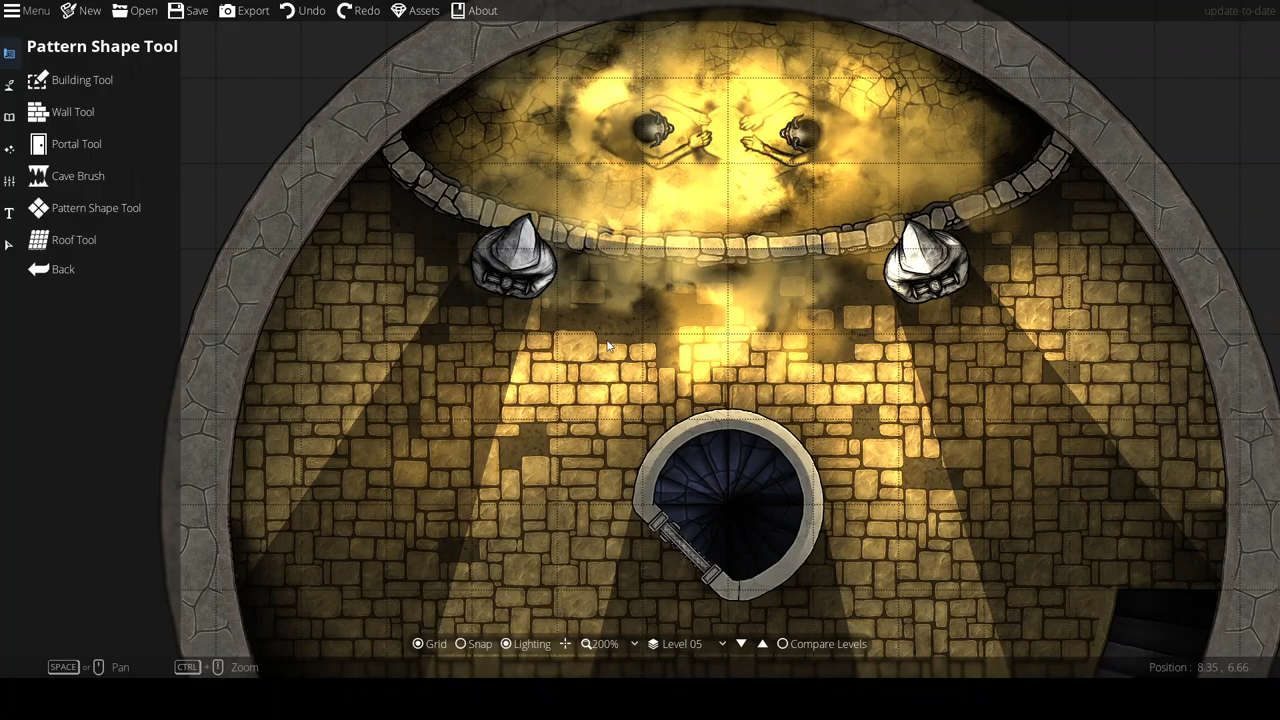 Menu New Open Save Export Undo Redo Assets About update-to-date
Pattern Shape Tool
Building Tool
Wall Tool
Portal Tool
Cave Brush
Pattern Shape Tool
T
Roof Tool
Back
Grid Snap Lighting 200% Level 05 Compare Levels
SPACE or Pan CTRL + Zoom Position : 8.35, 6.66